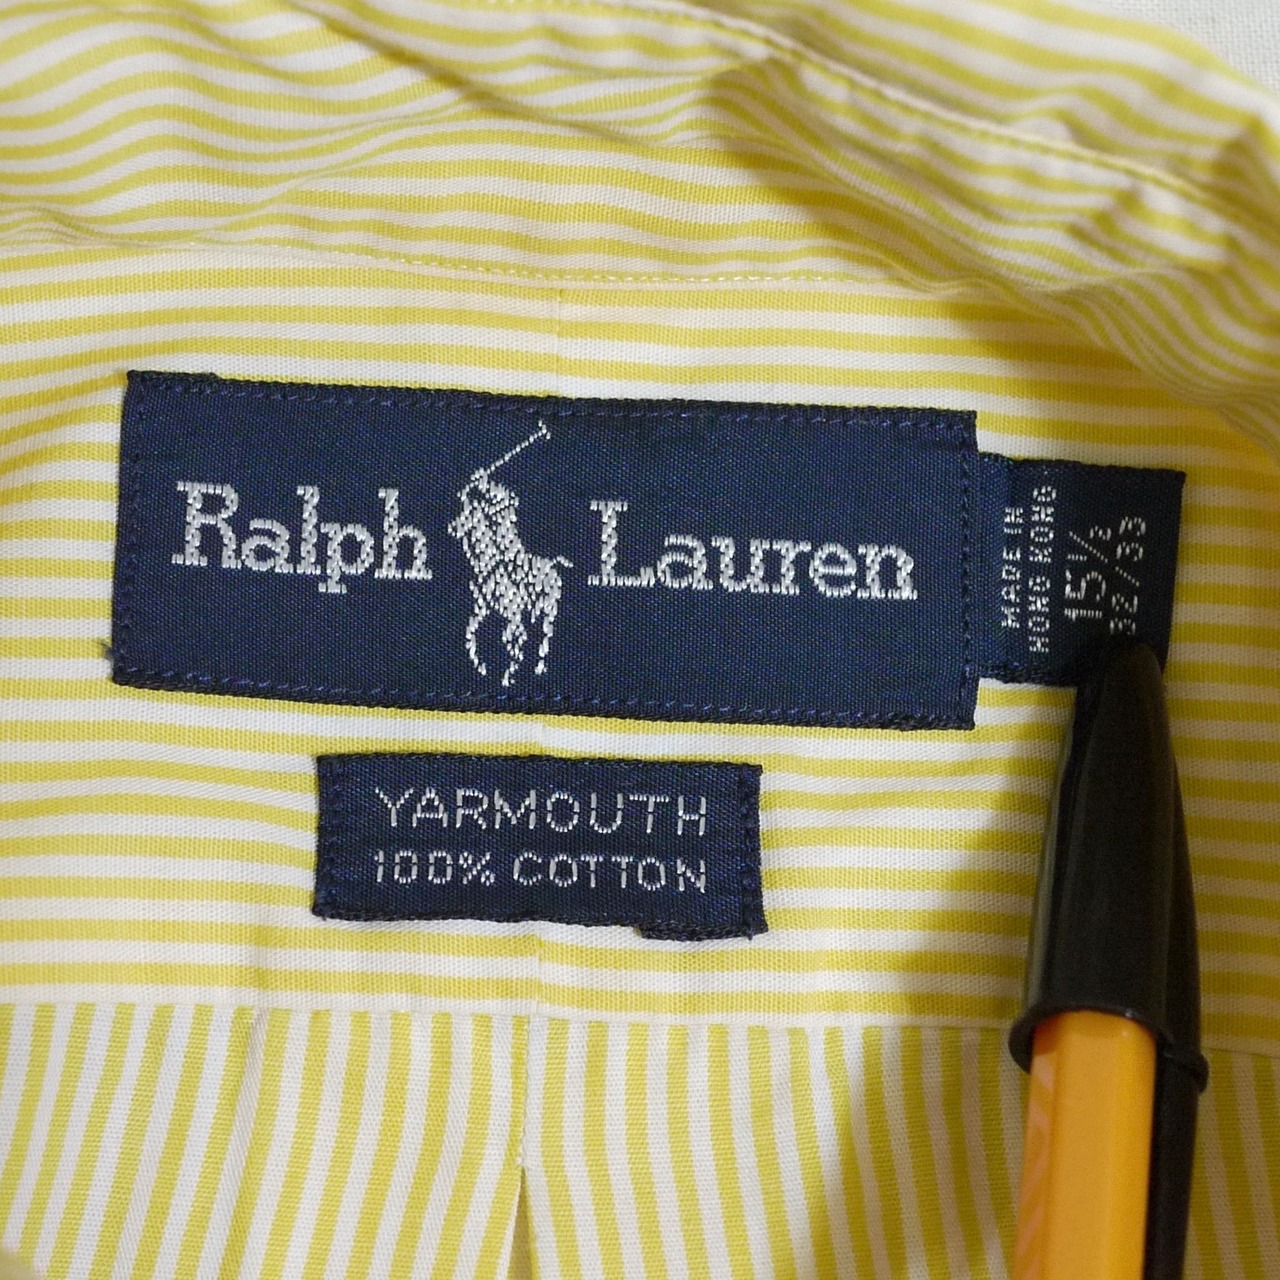 Ralph Lauren
MADE IN
HONG KONG
15½
32/33
YARMOUTH
100% COTTON